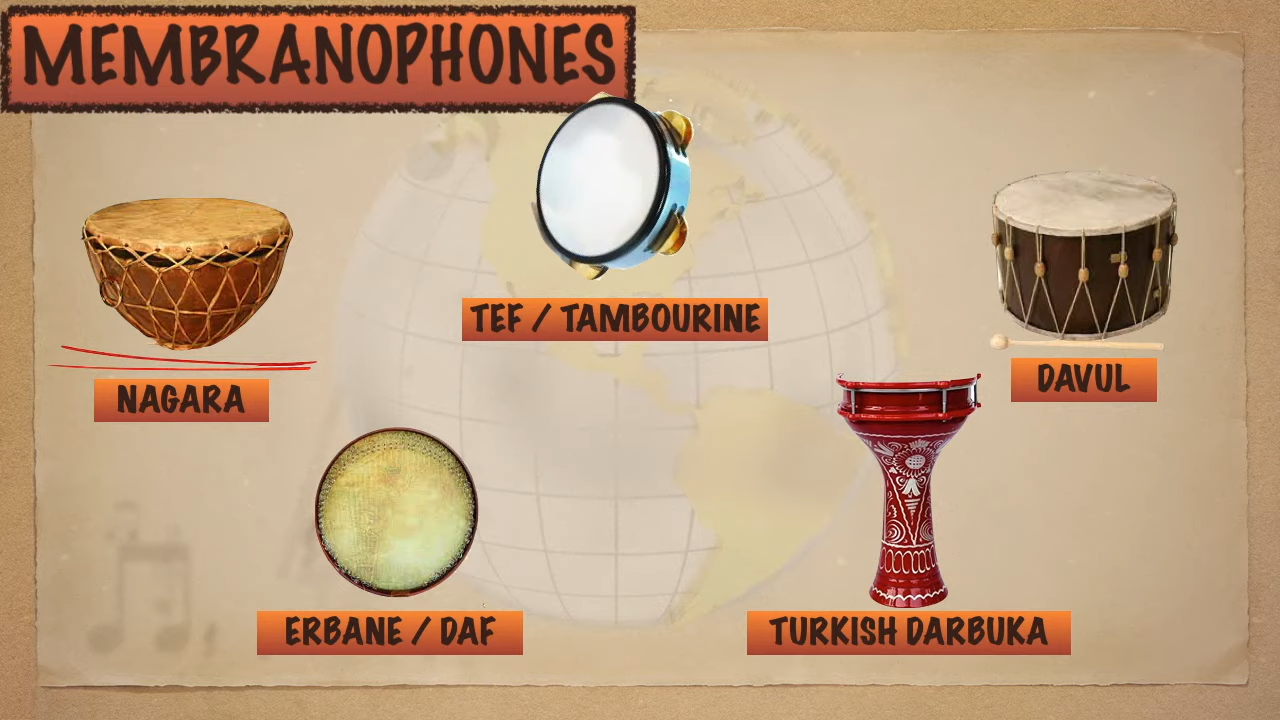 MEMBRANOPHONES
TEF / TAMBOURINE
NAGARA
DAVUL
ERBANE / DAF
TURKISH DARBUKA